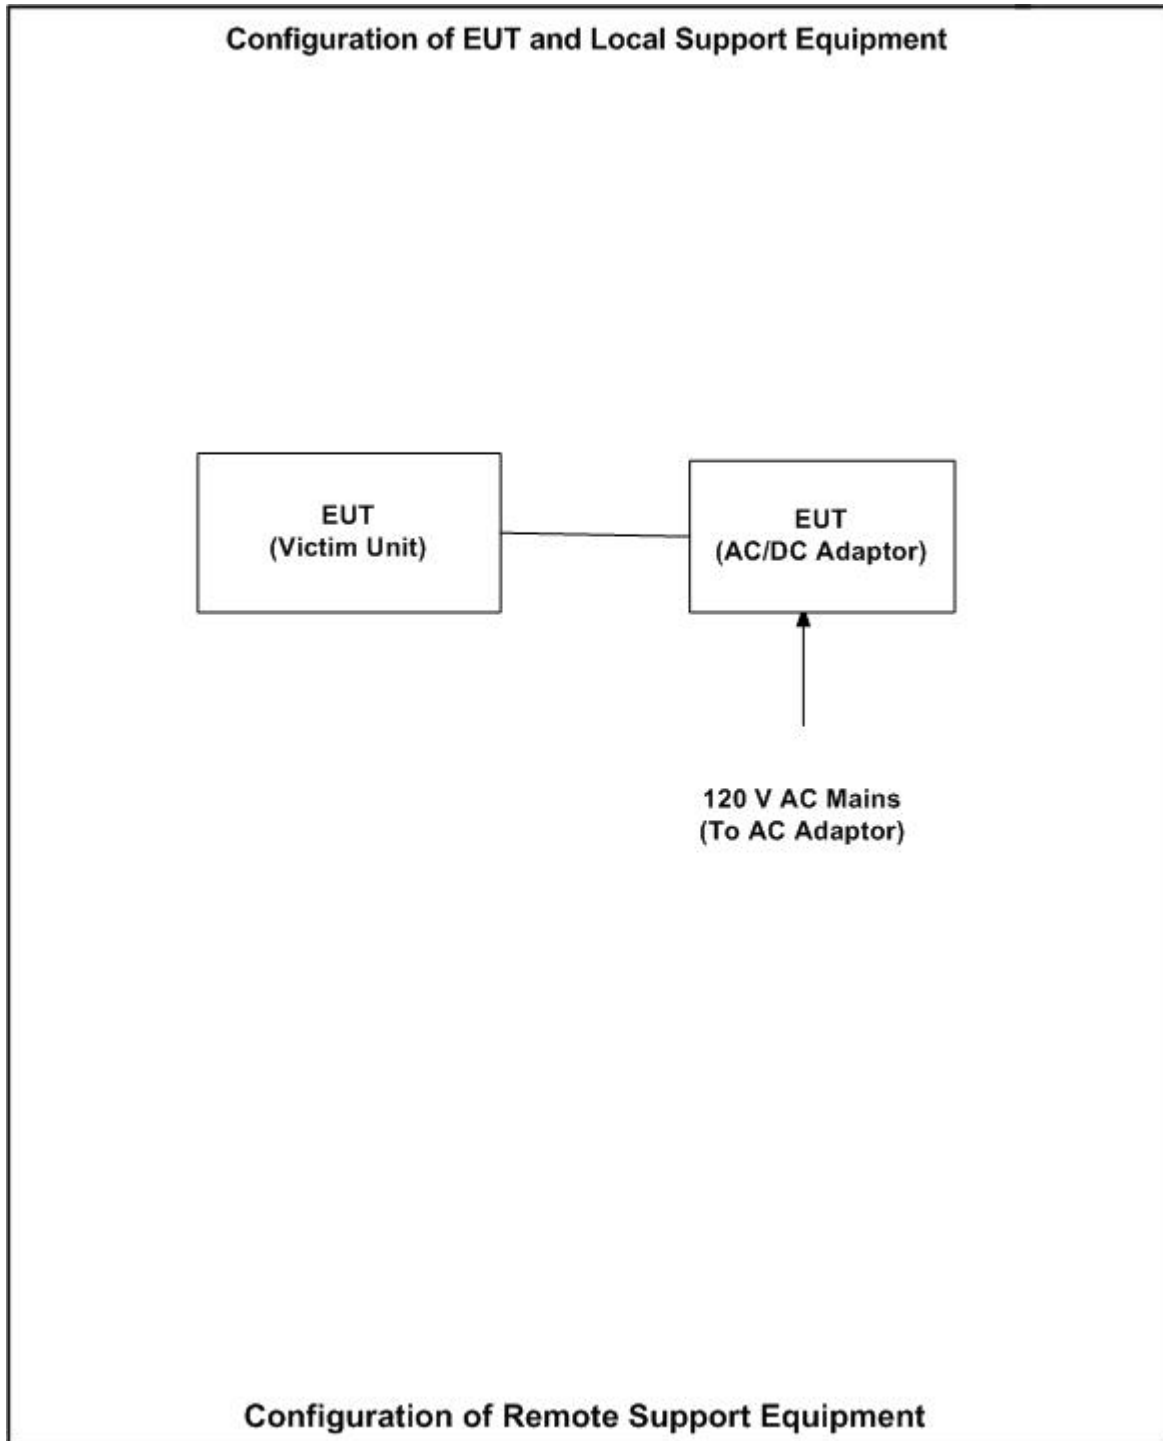 Configuration of EUT and Local Support Equipment
EUT
(Victim Unit)
EUT
(AC/DC Adaptor)
120 V AC Mains
(To AC Adaptor)
Configuration of Remote Support Equipment